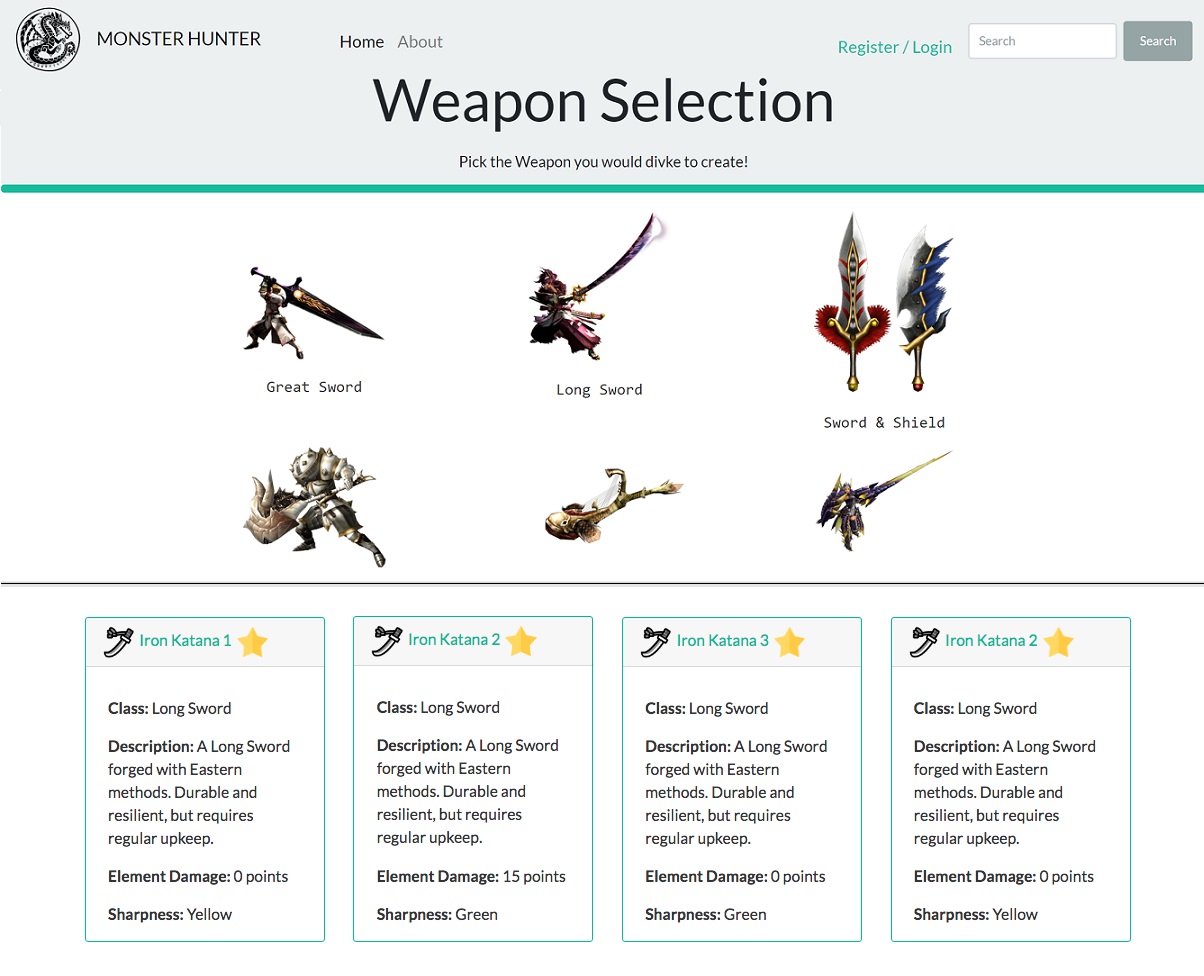 MONSTER HUNTER
Home About
Register / Login
Search
Search
Weapon Selection
Pick the Weapon you would divke to create!
Great Sword
Long Sword
Sword & Shield
Iron Katana 1
Class: Long Sword
Description: A Long Sword
forged with Eastern
methods. Durable and
resilient, but requires
regular upkeep.
Element Damage: 0 points
Sharpness: Yellow
Iron Katana 2
Class: Long Sword
Description: A Long Sword
forged with Eastern
methods. Durable and
resilient, but requires
regular upkeep.
Element Damage: 15 points
Sharpness: Green
Iron Katana 3
Class: Long Sword
Description: A Long Sword
forged with Eastern
methods. Durable and
resilient, but requires
regular upkeep.
Element Damage: 0 points
Sharpness: Green
Iron Katana 2
Class: Long Sword
Description: A Long Sword
forged with Eastern
methods. Durable and
resilient, but requires
regular upkeep.
Element Damage: 0 points
Sharpness: Yellow